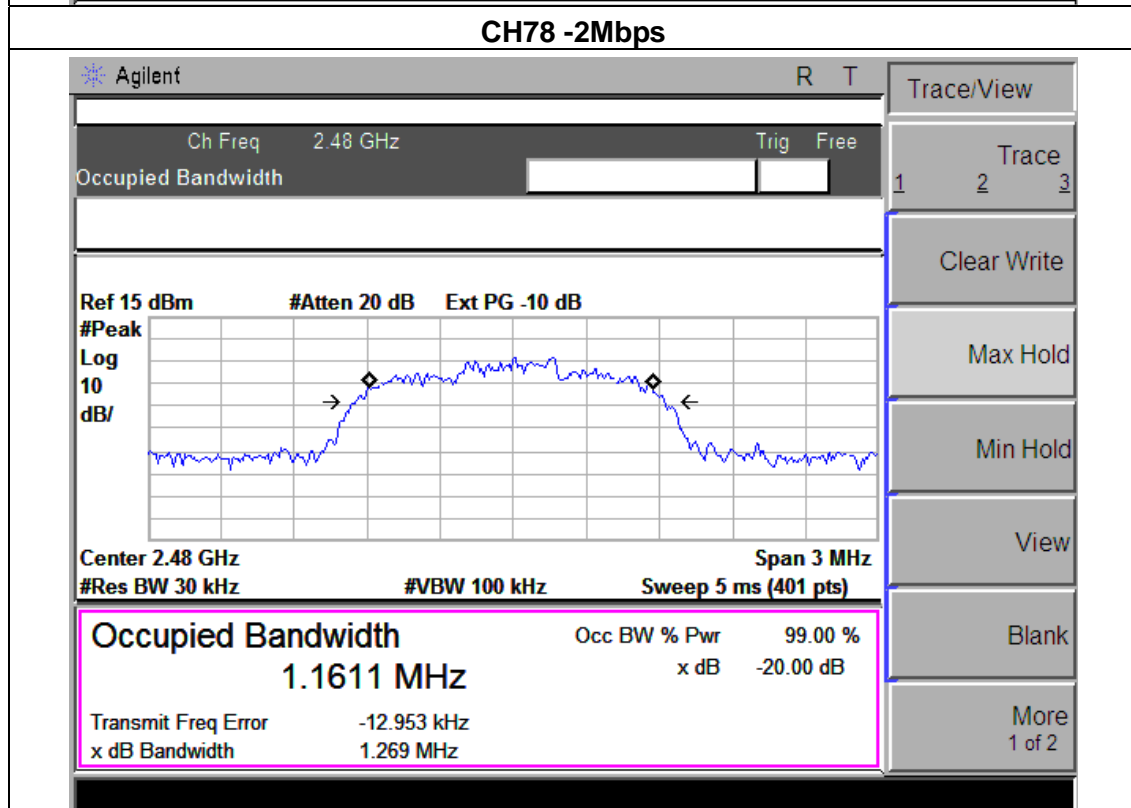 CH78 -2Mbps
Agilent R T
Ch Freq 2.48 GHz Trig Free
Occupied Bandwidth
Ref 15 dBm #Atten 20 dB Ext PG -10 dB
#Peak
Log
10
dB/
Center 2.48 GHz Span 3 MHz
#Res BW 30 kHz #VBW 100 kHz Sweep 5 ms (401 pts)
Occupied Bandwidth Occ BW % Pwr 99.00 %
1.1611 MHz x dB -20.00 dB
Transmit Freq Error -12.953 kHz
x dB Bandwidth 1.269 MHz
Trace/View
Trace
1 2 3
Clear Write
Max Hold
Min Hold
View
Blank
More
1 of 2